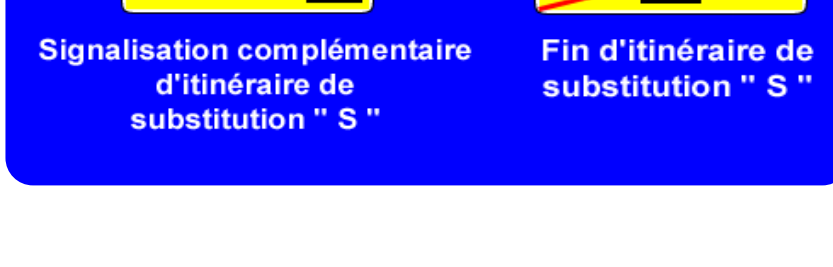 Signalisation complémentaire
d'itinéraire de
substitution " S "
Fin d'itinéraire de
substitution " S "